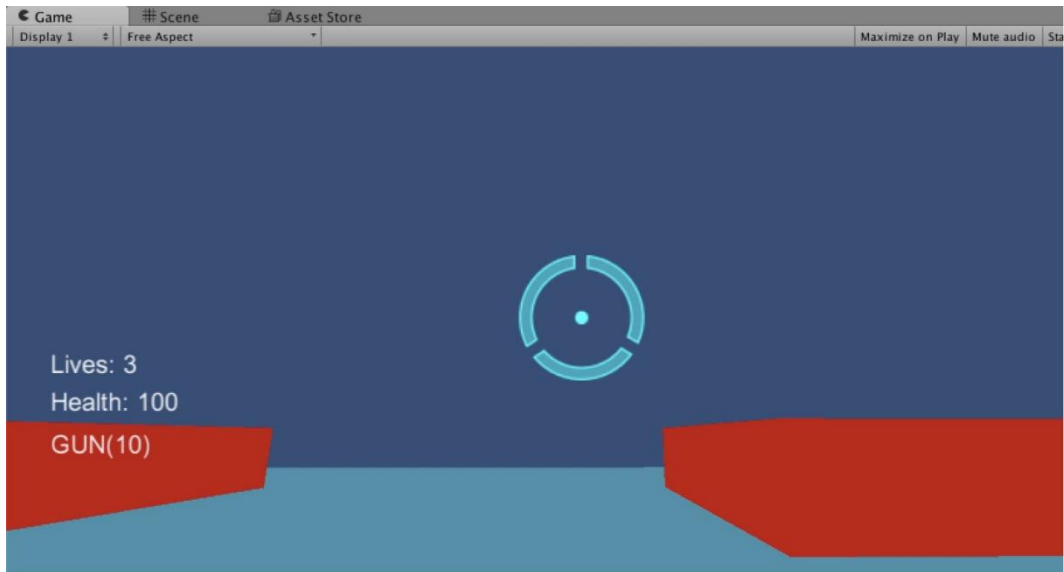 Game Scene Asset Store
Display 1 Free Aspect Maximize on Play Mute audio Sta
Lives: 3
Health: 100
GUN(10)